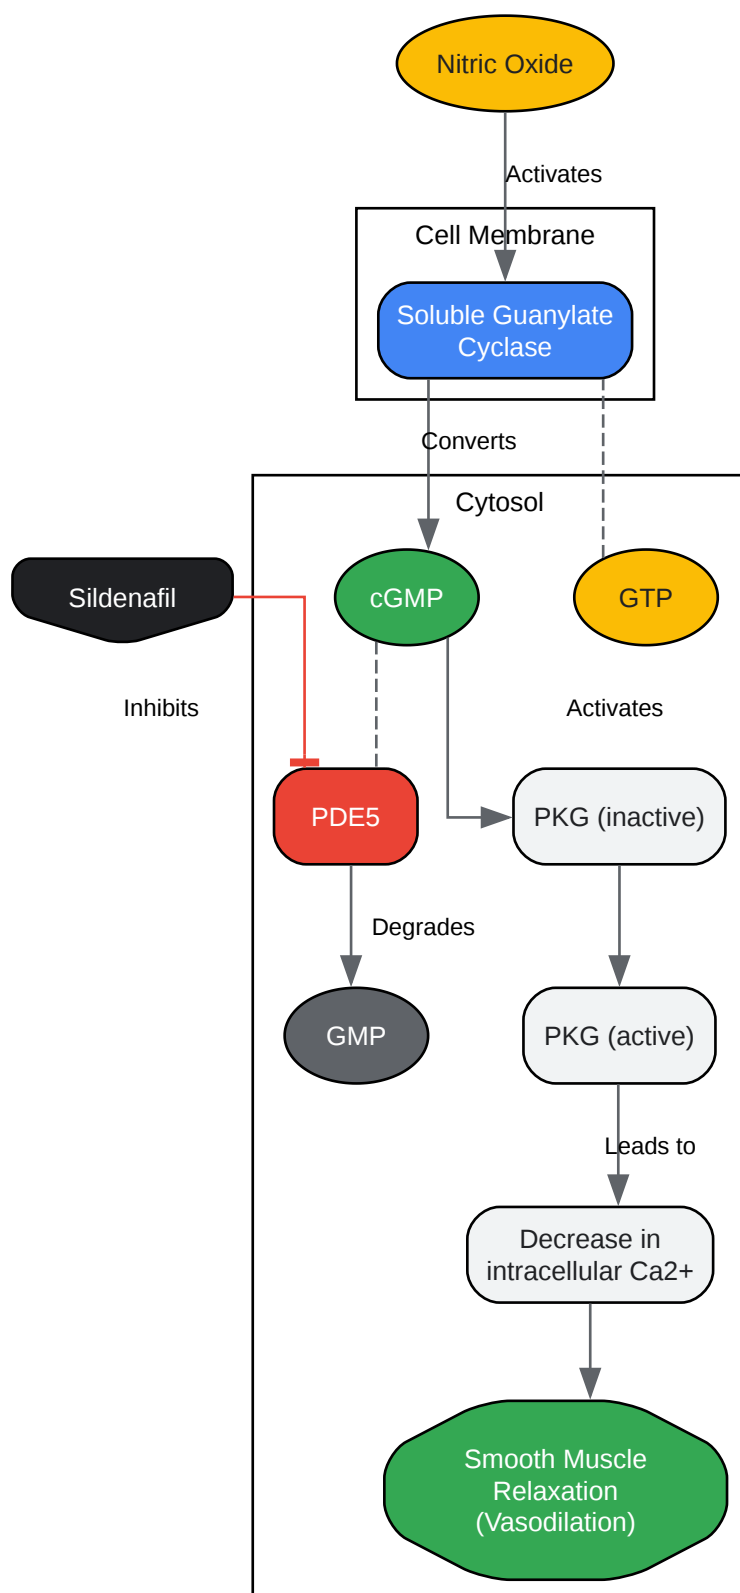 Nitric Oxide
Activates
Cell Membrane
Soluble Guanylate
Cyclase
Converts
Cytosol
Sildenafil
cGMP
GTP
Inhibits
Activates
PDE5
PKG (inactive)
Degrades
GMP
PKG (active)
Leads to
Decrease in
intracellular Ca2+
Smooth Muscle
Relaxation
(Vasodilation)